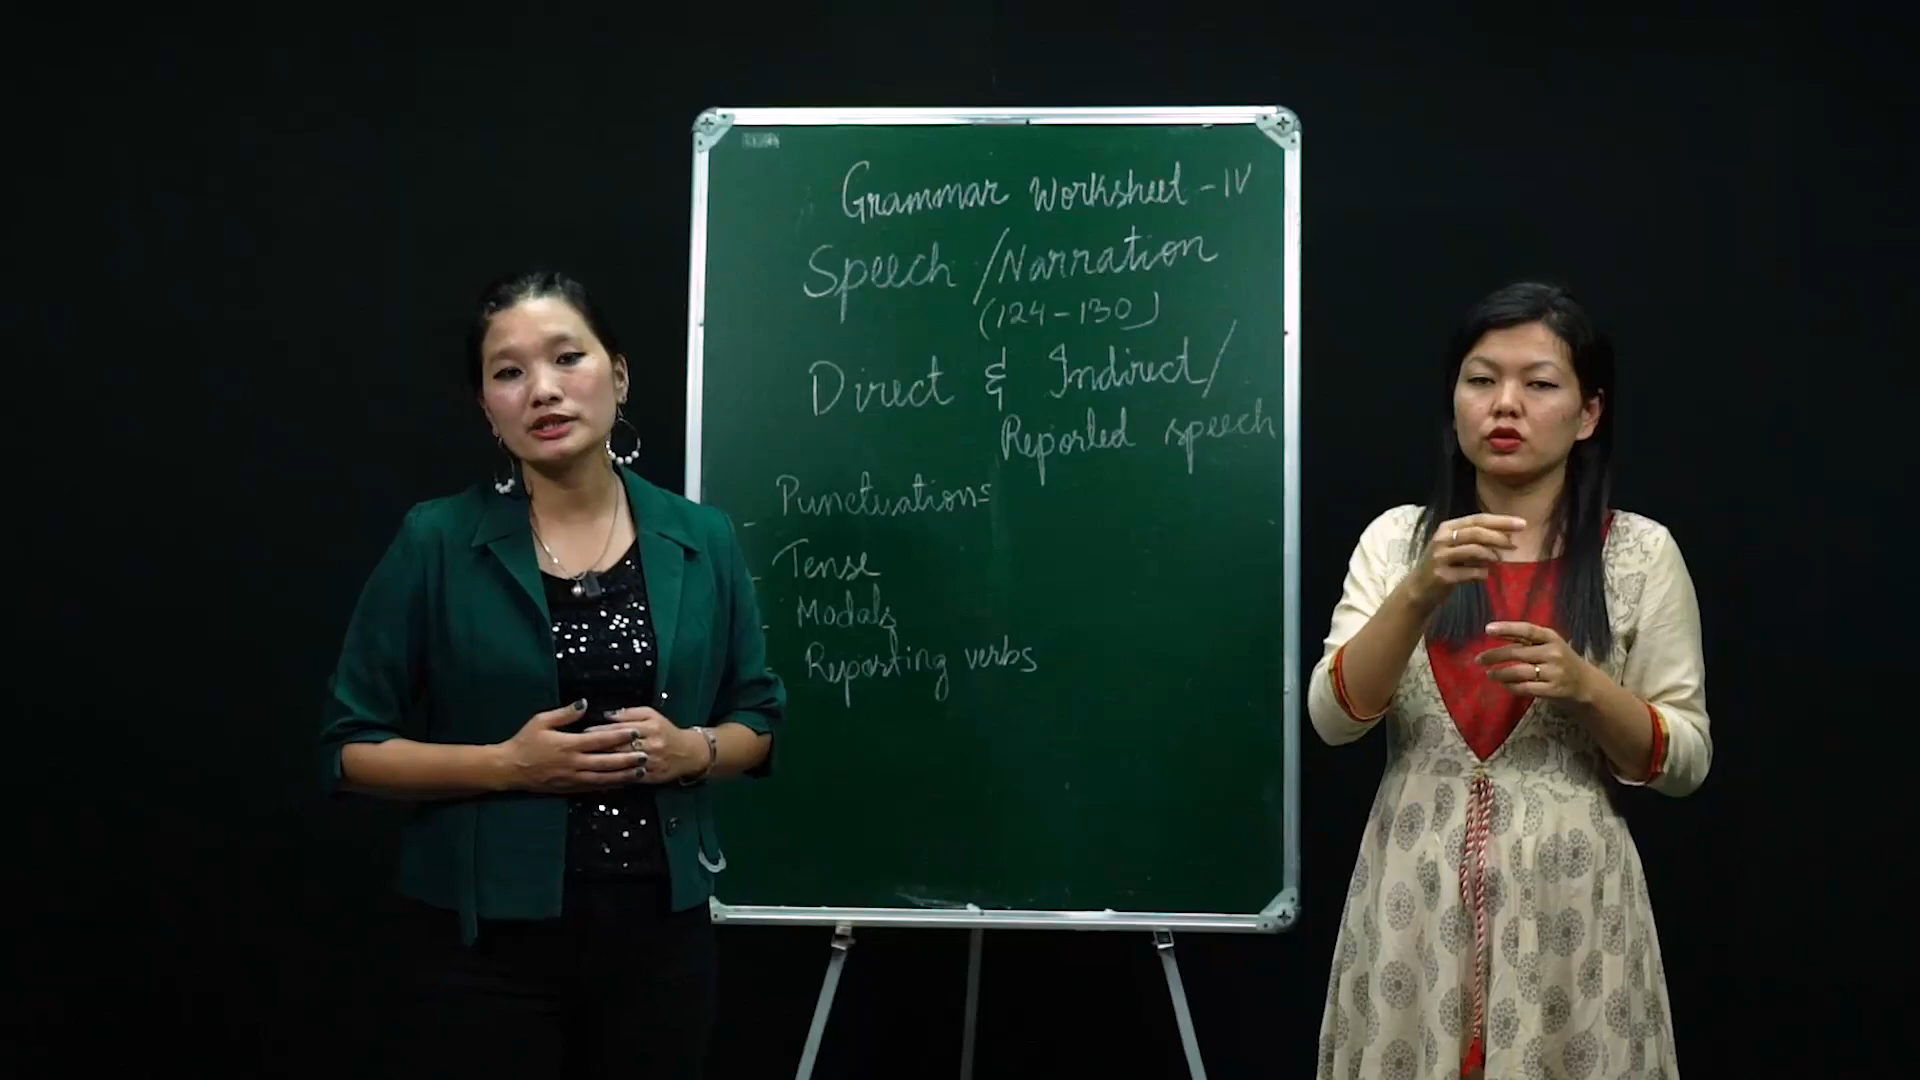 Grammar Worksheet - IV
Speech / Narration
(124 - 130)
Direct & Indirect /
Reported speech
- Punctuations
- Tense
- Modals
- Reporting verbs